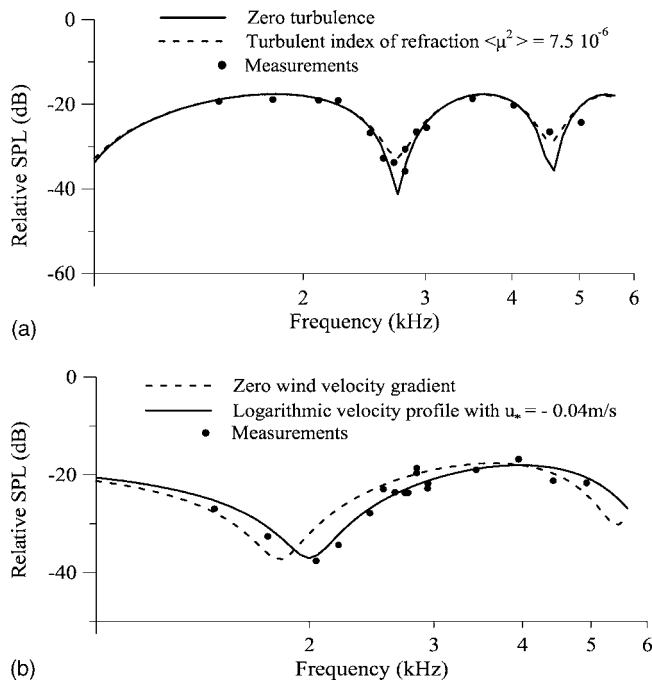 Zero turbulence
Turbulent index of refraction <μ²> = 7.5 10⁻⁶
Measurements
0
-20
-40
-60
Relative SPL (dB)
2
3
4
5
6
Frequency (kHz)
(a)
Zero wind velocity gradient
Logarithmic velocity profile with u* = - 0.04m/s
Measurements
0
-20
-40
Relative SPL (dB)
2
3
4
5
6
Frequency (kHz)
(b)